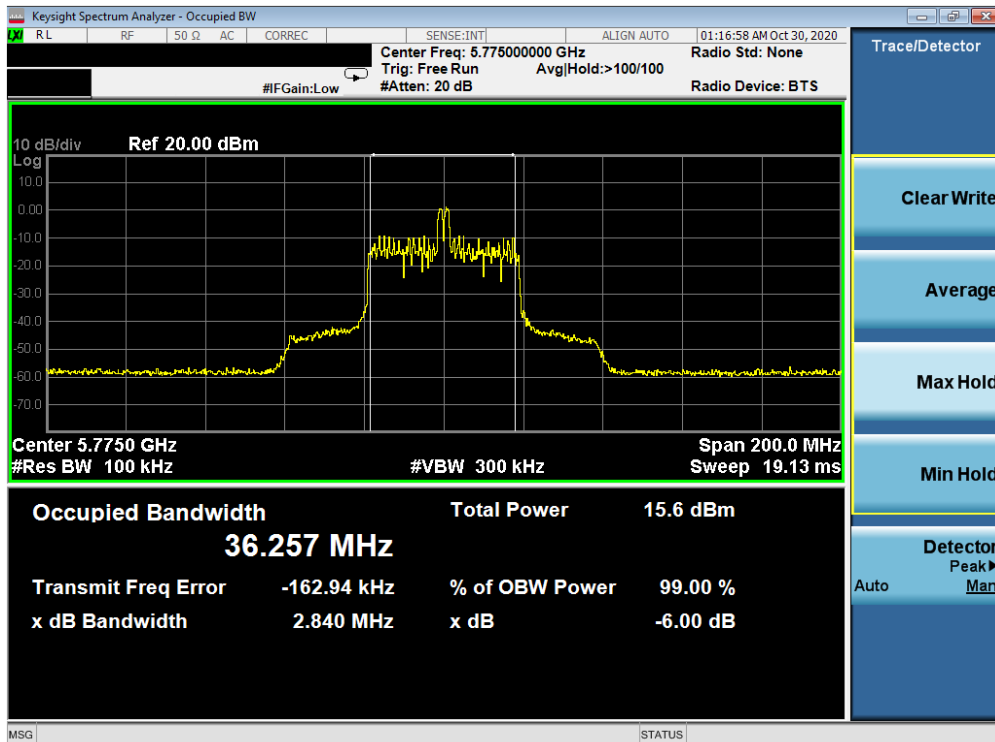 Keysight Spectrum Analyzer - Occupied BW
LXI RL RF 50 Ω AC CORREC SENSE:INT ALIGN AUTO 01:16:58 AM Oct 30, 2020
Center Freq: 5.775000000 GHz Radio Std: None
Trig: Free Run Avg|Hold:>100/100
#IFGain:Low #Atten: 20 dB Radio Device: BTS
10 dB/div Ref 20.00 dBm
Log
10.0
0.00
-10.0
-20.0
-30.0
-40.0
-50.0
-60.0
-70.0
Center 5.7750 GHz Span 200.0 MHz
#Res BW 100 kHz #VBW 300 kHz Sweep 19.13 ms
Occupied Bandwidth Total Power 15.6 dBm
36.257 MHz
Transmit Freq Error -162.94 kHz % of OBW Power 99.00 %
x dB Bandwidth 2.840 MHz x dB -6.00 dB
MSG STATUS
Trace/Detector
Clear Write
Average
Max Hold
Min Hold
Detector
Peak▶
Auto Man